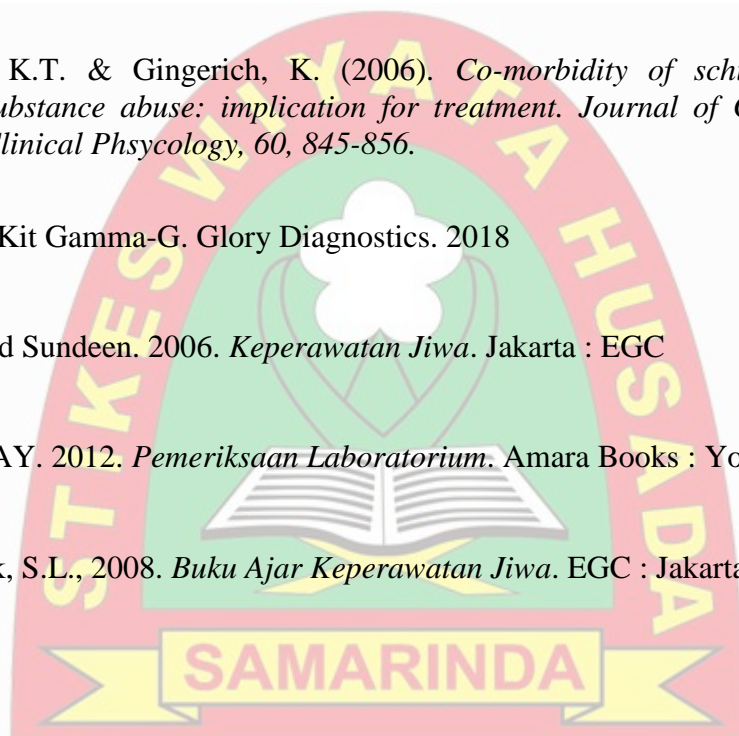 K.T. & Gingerich, K. (2006). Co-morbidity of schi
ubstance abuse: implication for treatment. Journal of
linical Phsycology, 60, 845-856.
Kit Gamma-G. Glory Diagnostics. 2018
d Sundeen. 2006. Keperawatan Jiwa. Jakarta : EGC
AY. 2012. Pemeriksaan Laboratorium. Amara Books : Yo
k, S.L., 2008. Buku Ajar Keperawatan Jiwa. EGC : Jakarta
STKES WIYATA HUSADA
SAMARINDA